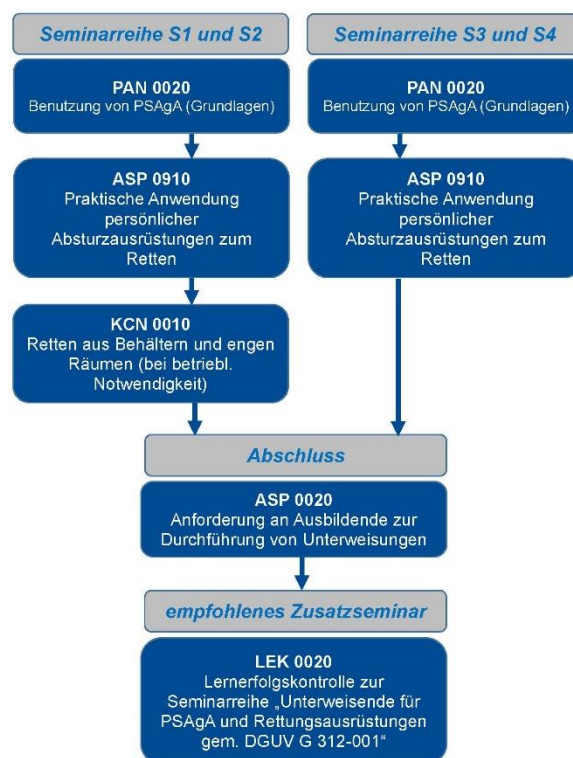 Seminarreihe S1 und S2
PAN 0020
Benutzung von PSAgA (Grundlagen)
ASP 0910
Praktische Anwendung
persönlicher
Absturzausrüstungen zum
Retten
KCN 0010
Retten aus Behältern und engen
Räumen (bei betriebl.
Notwendigkeit)
Seminarreihe S3 und S4
PAN 0020
Benutzung von PSAgA (Grundlagen)
ASP 0910
Praktische Anwendung
persönlicher
Absturzausrüstungen zum
Retten
Abschluss
ASP 0020
Anforderung an Ausbildende zur
Durchführung von Unterweisungen
empfohlenes Zusatzseminar
LEK 0020
Lernerfolgskontrolle zur
Seminarreihe „Unterweisende für
PSAgA und Rettungsausrüstungen
gem. DGUV G 312-001“